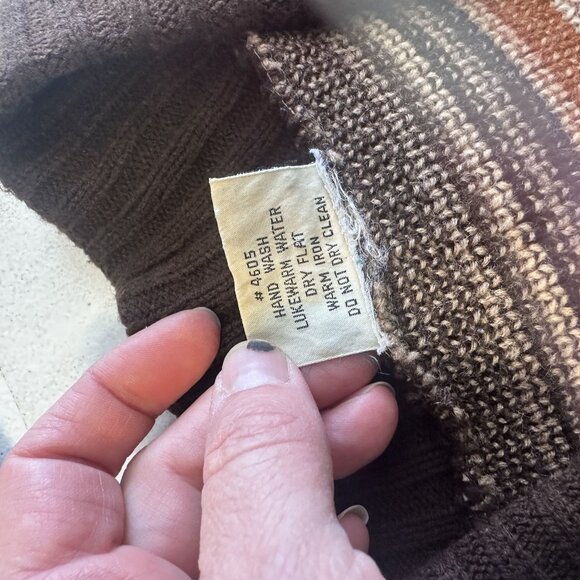 # 4605
HAND WASH
LUKEWARM WATER
DRY FLAT
WARM IRON
DO NOT DRY CLEAN